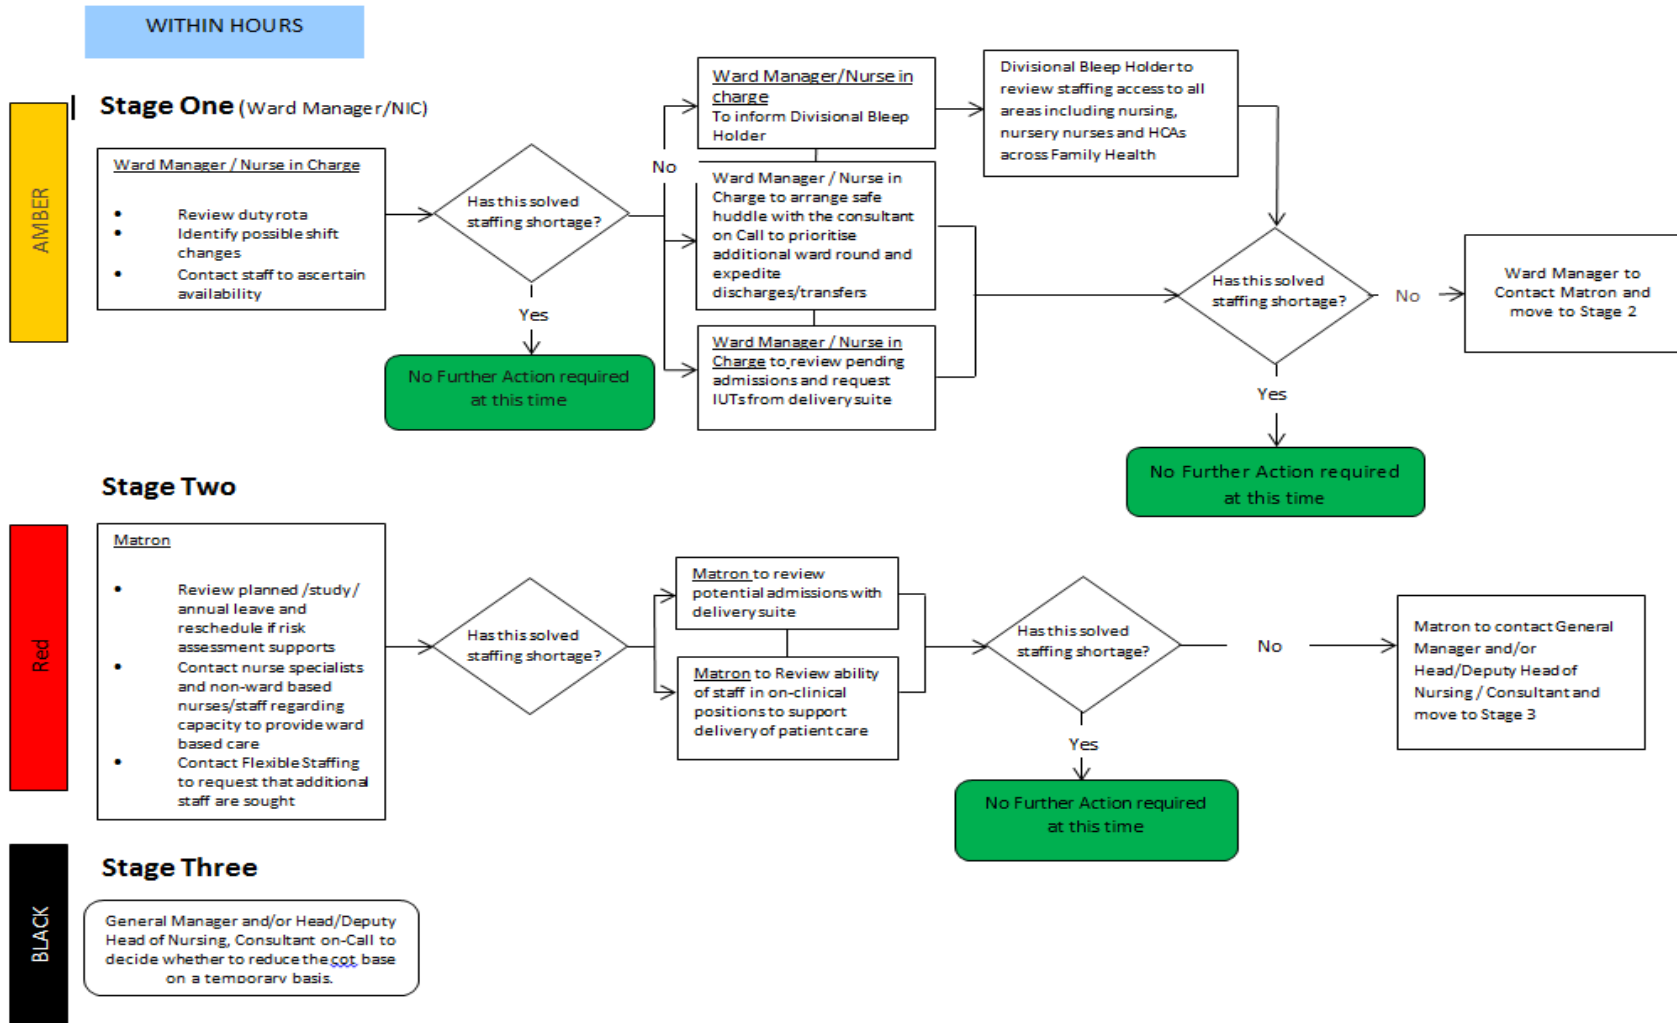 WITHIN HOURS
AMBER
Stage One (Ward Manager/NIC)
Ward Manager / Nurse in Charge
• Review duty rota
• Identify possible shift
changes
• Contact staff to ascertain
availability
Has this solved
staffing shortage?
Yes
No Further Action required
at this time
No
Ward Manager/Nurse in
charge
To inform Divisional Bleep
Holder
Ward Manager / Nurse in
Charge to arrange safe
huddle with the consultant
on Call to prioritise
additional ward round and
expedite
discharges/transfers
Ward Manager / Nurse in
Charge to review pending
admissions and request
IUTs from delivery suite
Divisional Bleep Holder to
review staffing access to all
areas including nursing,
nursery nurses and HCAs
across Family Health
Has this solved
staffing shortage?
No
Ward Manager to
Contact Matron and
move to Stage 2
Yes
No Further Action required
at this time
Stage Two
Red
Matron
• Review planned /study/
annual leave and
reschedule if risk
assessment supports
• Contact nurse specialists
and non-ward based
nurses/staff regarding
capacity to provide ward
based care
• Contact Flexible Staffing
to request that additional
staff are sought
Has this solved
staffing shortage?
Matron to review
potential admissions with
delivery suite
Matron to Review ability
of staff in on-clinical
positions to support
delivery of patient care
Has this solved
staffing shortage?
No
Matron to contact General
Manager and/or
Head/Deputy Head of
Nursing / Consultant and
move to Stage 3
Yes
No Further Action required
at this time
BLACK
Stage Three
General Manager and/or Head/Deputy
Head of Nursing, Consultant on-Call to
decide whether to reduce the cot base
on a temporary basis.